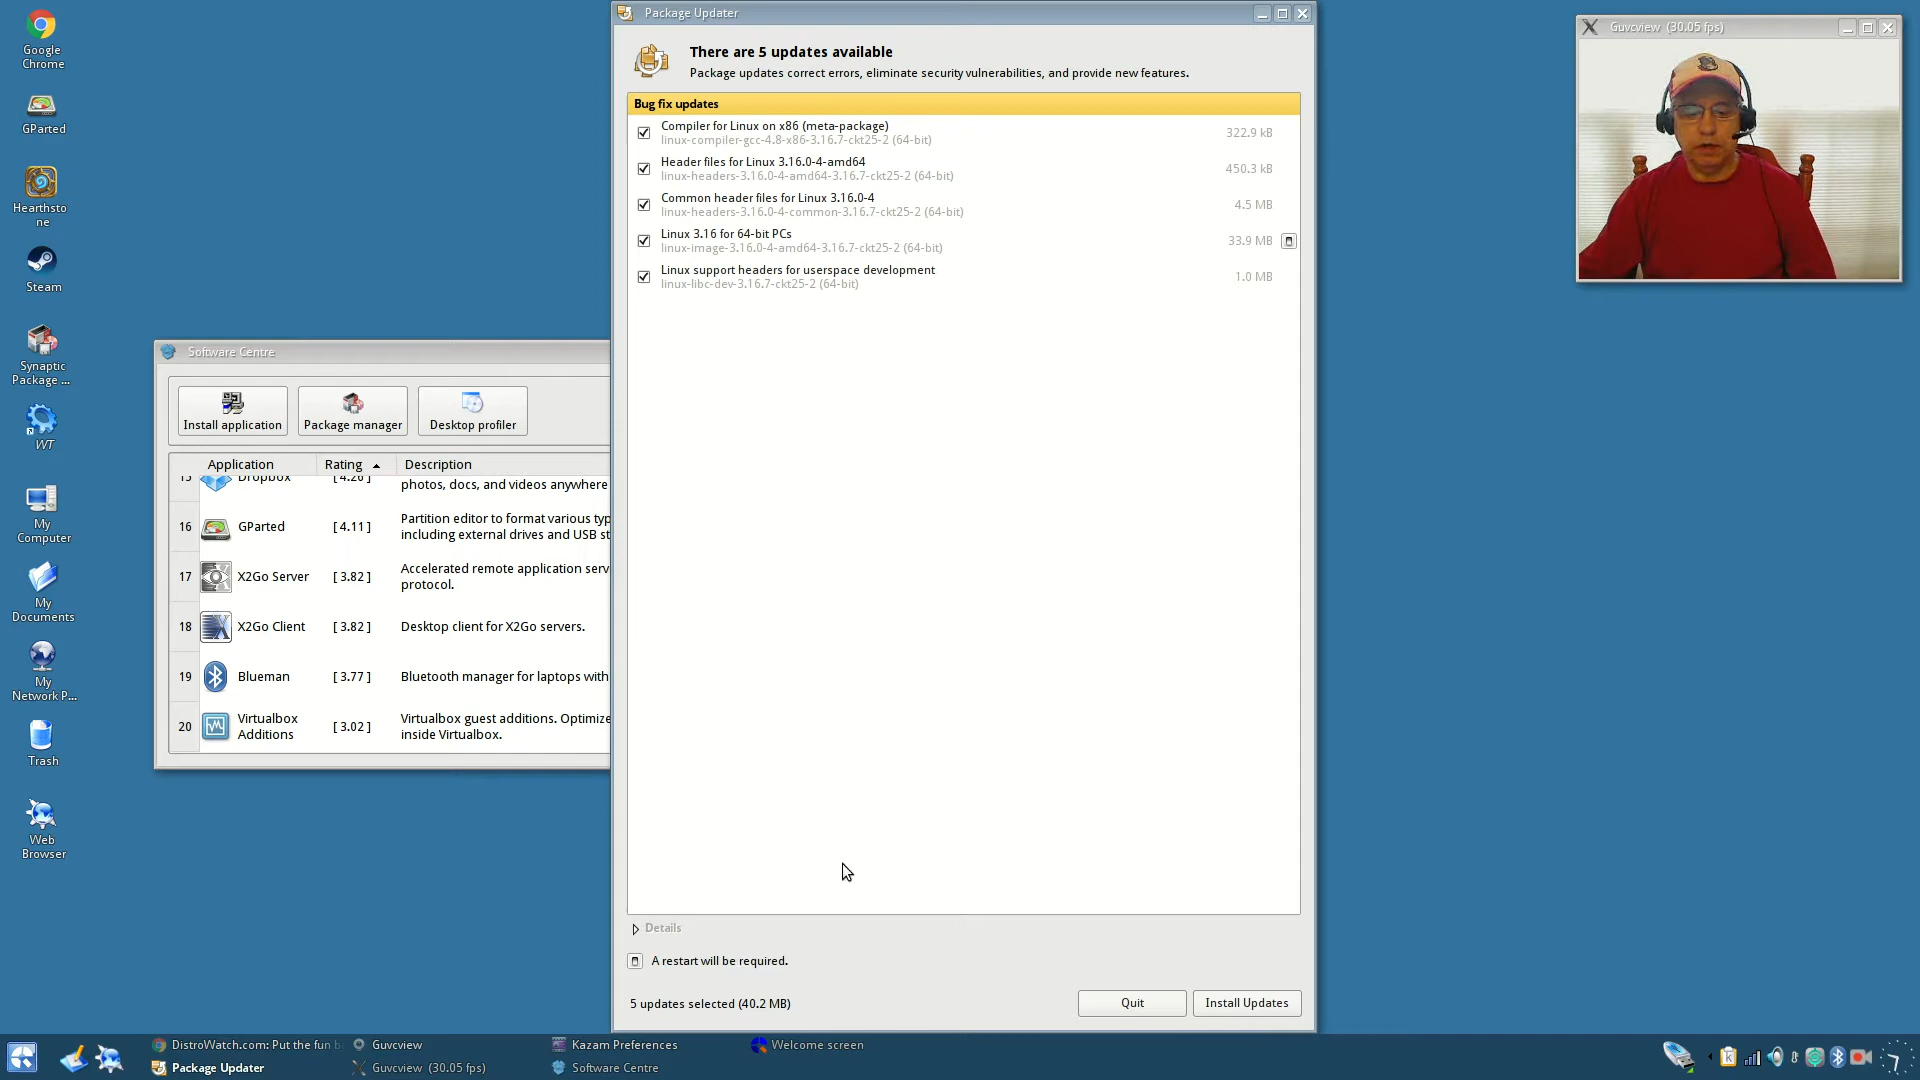 Google
Chrome
GParted
Hearthsto
ne
Steam
Synaptic
Package ...
WT
My
Computer
My
Documents
My
Network P...
Trash
Web
Browser
Software Centre
Install application
Package manager
Desktop profiler
Application
Rating
Description
15
Dropbox
[ 4.26 ]
photos, docs, and videos anywhere
16
GParted
[ 4.11 ]
Partition editor to format various typ
including external drives and USB st
17
X2Go Server
[ 3.82 ]
Accelerated remote application serv
protocol.
18
X2Go Client
[ 3.82 ]
Desktop client for X2Go servers.
19
Blueman
[ 3.77 ]
Bluetooth manager for laptops with
20
Virtualbox
Additions
[ 3.02 ]
Virtualbox guest additions. Optimize
inside Virtualbox.
Package Updater
There are 5 updates available
Package updates correct errors, eliminate security vulnerabilities, and provide new features.
Bug fix updates
Compiler for Linux on x86 (meta-package)
linux-compiler-gcc-4.8-x86-3.16.7-ckt25-2 (64-bit)
322.9 kB
Header files for Linux 3.16.0-4-amd64
linux-headers-3.16.0-4-amd64-3.16.7-ckt25-2 (64-bit)
450.3 kB
Common header files for Linux 3.16.0-4
linux-headers-3.16.0-4-common-3.16.7-ckt25-2 (64-bit)
4.5 MB
Linux 3.16 for 64-bit PCs
linux-image-3.16.0-4-amd64-3.16.7-ckt25-2 (64-bit)
33.9 MB
Linux support headers for userspace development
linux-libc-dev-3.16.7-ckt25-2 (64-bit)
1.0 MB
Details
A restart will be required.
5 updates selected (40.2 MB)
Quit
Install Updates
Guvcview (30.05 fps)
DistroWatch.com: Put the fun b
Guvcview
Kazam Preferences
Welcome screen
Package Updater
Guvcview (30.05 fps)
Software Centre